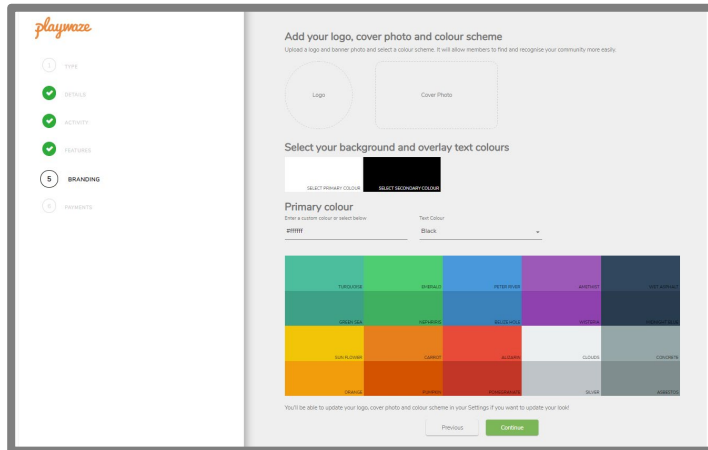 playwaze
1 TYPE
DETAILS
ACTIVITY
FEATURES
5 BRANDING
6 PAYMENTS
Add your logo, cover photo and colour scheme
Upload a logo and banner photo and select a colour scheme. It will allow members to find and recognise your community more easily.
Logo Cover Photo
Select your background and overlay text colours
SELECT PRIMARY COLOUR SELECT SECONDARY COLOUR
Primary colour
Enter a custom colour or select below Text Colour
#ffffff Black
TURQUOISE EMERALD PETER RIVER AMETHYST WET ASPHALT
GREEN SEA NEPHRITIS BELIZE HOLE WISTERIA MIDNIGHT BLUE
SUN FLOWER CARROT ALIZARIN CLOUDS CONCRETE
ORANGE PUMPKIN POMEGRANATE SILVER ASBESTOS
You'll be able to update your logo, cover photo and colour scheme in your Settings if you want to update your look!
Previous Continue